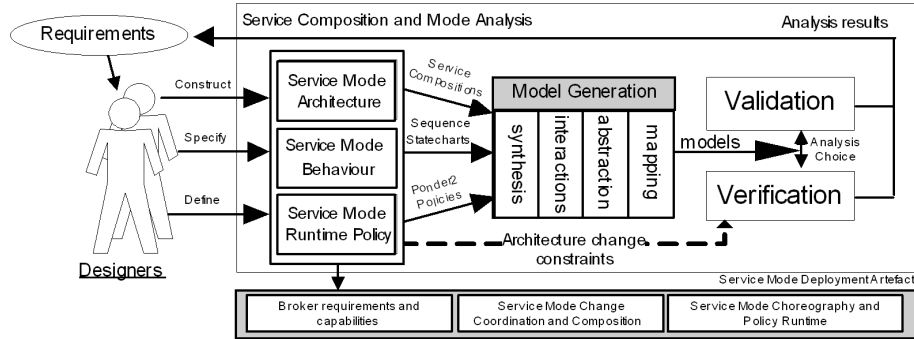 Service Composition and Mode Analysis
Analysis results
Requirements
Construct
Specify
Define
Designers
Service Mode
Architecture
Service Mode
Behaviour
Service Mode
Runtime Policy
Service
Compositions
Sequence
Statecharts
Ponder2
Policies
Model Generation
synthesis
interactions
abstraction
mapping
models
Validation
Analysis
Choice
Verification
Architecture change
constraints
Service Mode Deployment Artefact
Broker requirements and
capabilities
Service Mode Change
Coordination and Composition
Service Mode Choreography and
Policy Runtime